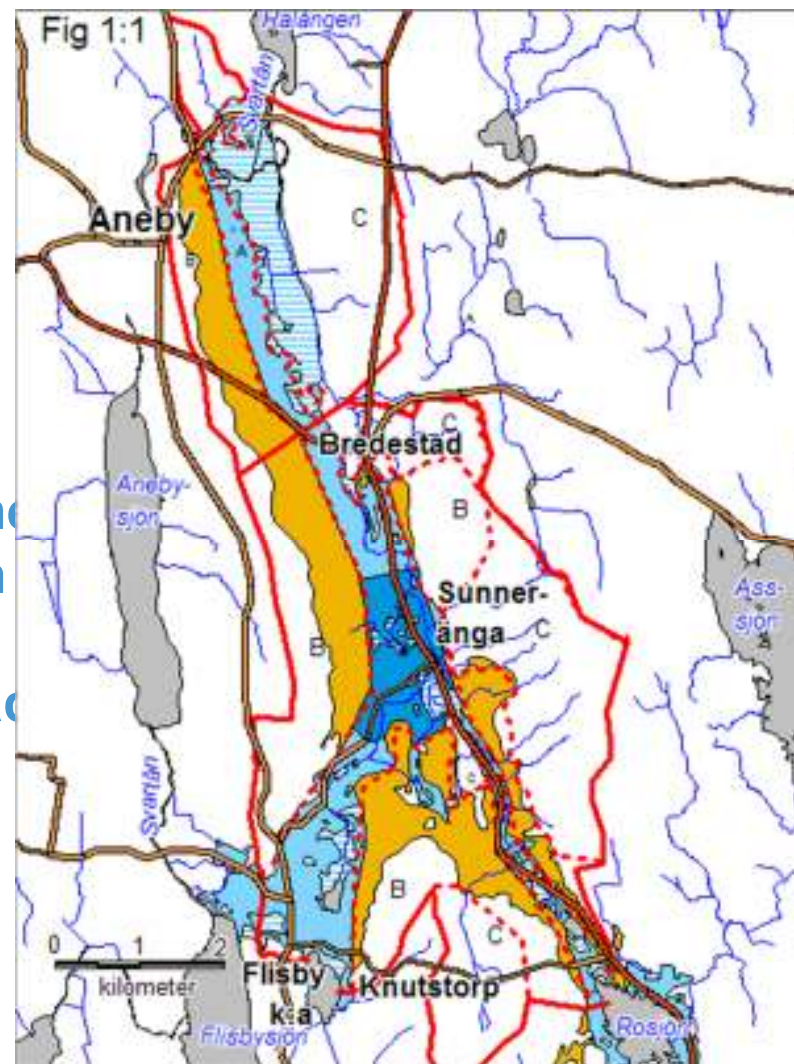 Fig 1:1
Halången
Svartån
Aneby
C
B
A
Bredestad
C
B
Aneby-
sjön
Sunner-
änga
Ass-
sjön
C
B
C
Svartån
B
C
0 1 2
kilometer
Flisby
k:a
Knutstorp
Flisbysjön
Rosjön